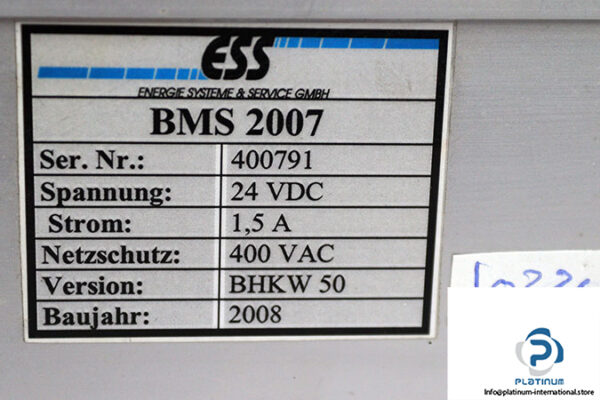 ESS
ENERGIE SYSTEME & SERVICE GMBH
BMS 2007
Ser. Nr.: 400791
Spannung: 24 VDC
Strom: 1,5 A
Netzschutz: 400 VAC
Version: BHKW 50
Baujahr: 2008
PLATINUM
Info@platinum-international.store